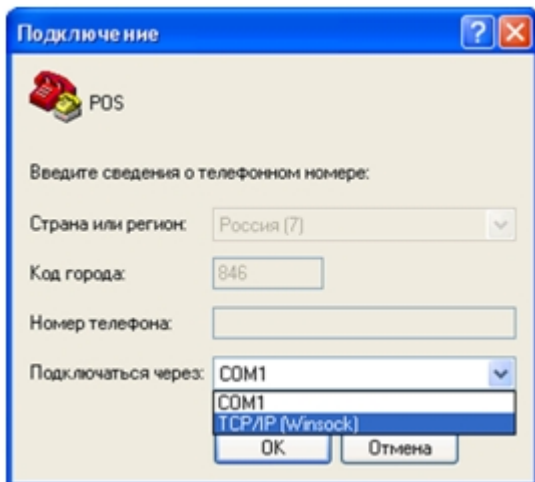 Подключение
POS
Введите сведения о телефонном номере:
Страна или регион: Россия (7)
Код города: 846
Номер телефона:
Подключаться через: COM1
COM1
TCP/IP (Winsock)
OK Отмена